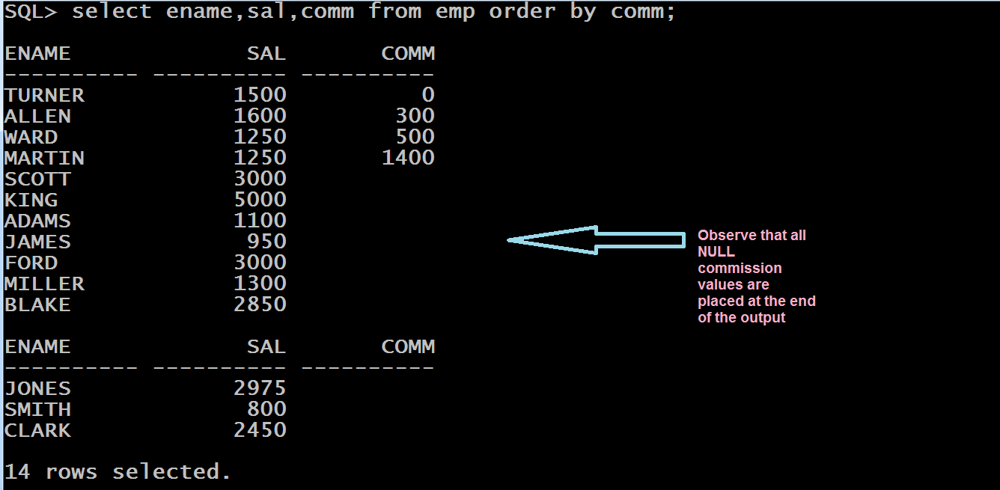 SQL> select ename,sal,comm from emp order by comm;
ENAME SAL COMM
---------- ---------- ----------
TURNER 1500 0
ALLEN 1600 300
WARD 1250 500
MARTIN 1250 1400
SCOTT 3000
KING 5000
ADAMS 1100
JAMES 950
FORD 3000
MILLER 1300
BLAKE 2850
ENAME SAL COMM
---------- ---------- ----------
JONES 2975
SMITH 800
CLARK 2450
14 rows selected.
Observe that all
NULL
commission
values are
placed at the end
of the output